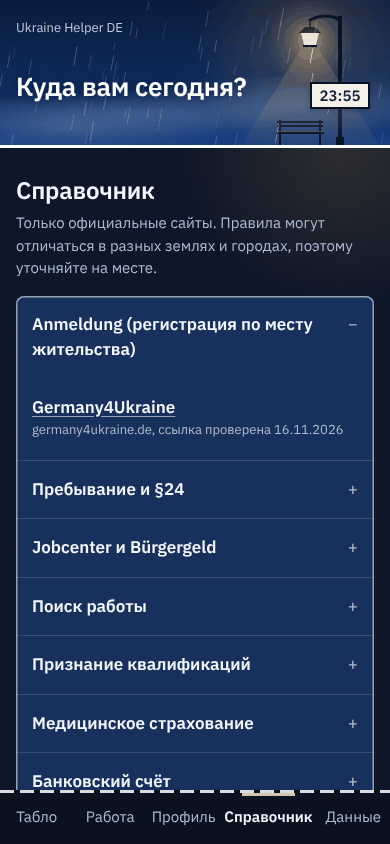 Ukraine Helper DE
Куда вам сегодня?
23:55
Справочник
Только официальные сайты. Правила могут
отличаться в разных землях и городах, поэтому
уточняйте на месте.
Anmeldung (регистрация по месту
жительства)
−
Germany4Ukraine
germany4ukraine.de, ссылка проверена 16.11.2026
Пребывание и §24 +
Jobcenter и Bürgergeld +
Поиск работы +
Признание квалификаций +
Медицинское страхование +
Банковский счёт +
Табло Работа Профиль Справочник Данные